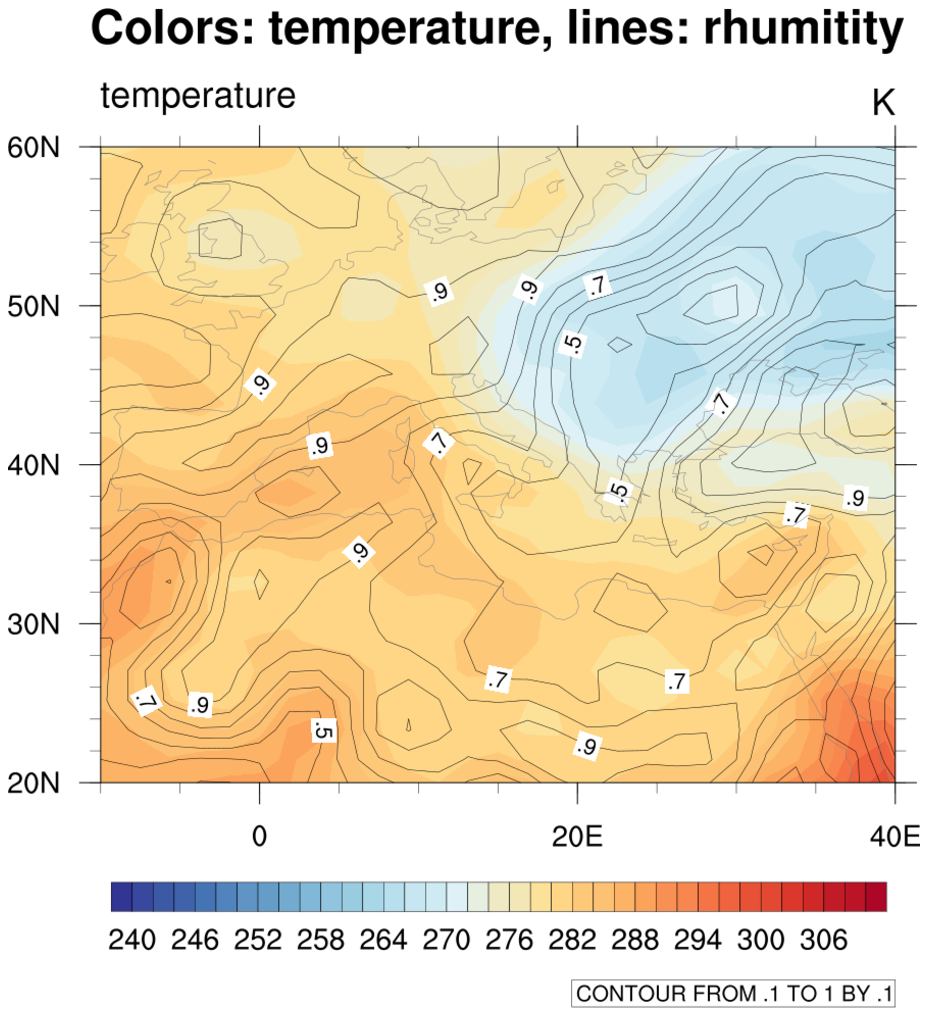 Colors: temperature, lines: rhumitity
temperature K
60N
50N
40N
30N
20N
.9 .9 .7
.5
.9 .7
.9 .7
.5 .9
.7
.9
.7 .7
.7 .9
.5 .9
0 20E 40E
240 246 252 258 264 270 276 282 288 294 300 306
CONTOUR FROM .1 TO 1 BY .1